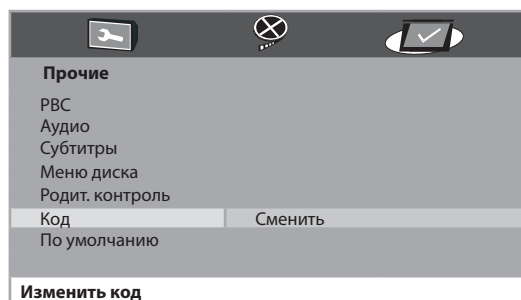 Прочие
PBC
Аудио
Субтитры
Меню диска
Родит. контроль
Код Сменить
По умолчанию
Изменить код